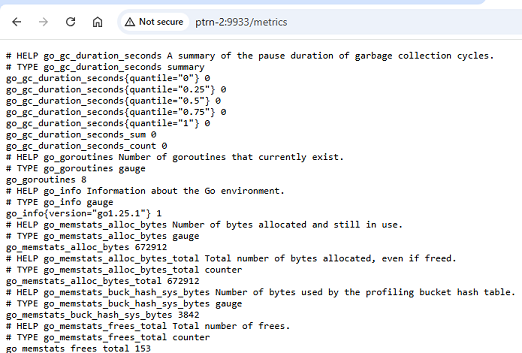 Not secure ptrn-2:9933/metrics
# HELP go_gc_duration_seconds A summary of the pause duration of garbage collection cycles.
# TYPE go_gc_duration_seconds summary
go_gc_duration_seconds{quantile="0"} 0
go_gc_duration_seconds{quantile="0.25"} 0
go_gc_duration_seconds{quantile="0.5"} 0
go_gc_duration_seconds{quantile="0.75"} 0
go_gc_duration_seconds{quantile="1"} 0
go_gc_duration_seconds_sum 0
go_gc_duration_seconds_count 0
# HELP go_goroutines Number of goroutines that currently exist.
# TYPE go_goroutines gauge
go_goroutines 8
# HELP go_info Information about the Go environment.
# TYPE go_info gauge
go_info{version="go1.25.1"} 1
# HELP go_memstats_alloc_bytes Number of bytes allocated and still in use.
# TYPE go_memstats_alloc_bytes gauge
go_memstats_alloc_bytes 672912
# HELP go_memstats_alloc_bytes_total Total number of bytes allocated, even if freed.
# TYPE go_memstats_alloc_bytes_total counter
go_memstats_alloc_bytes_total 672912
# HELP go_memstats_buck_hash_sys_bytes Number of bytes used by the profiling bucket hash table.
# TYPE go_memstats_buck_hash_sys_bytes gauge
go_memstats_buck_hash_sys_bytes 3842
# HELP go_memstats_frees_total Total number of frees.
# TYPE go_memstats_frees_total counter
go_memstats_frees_total 153